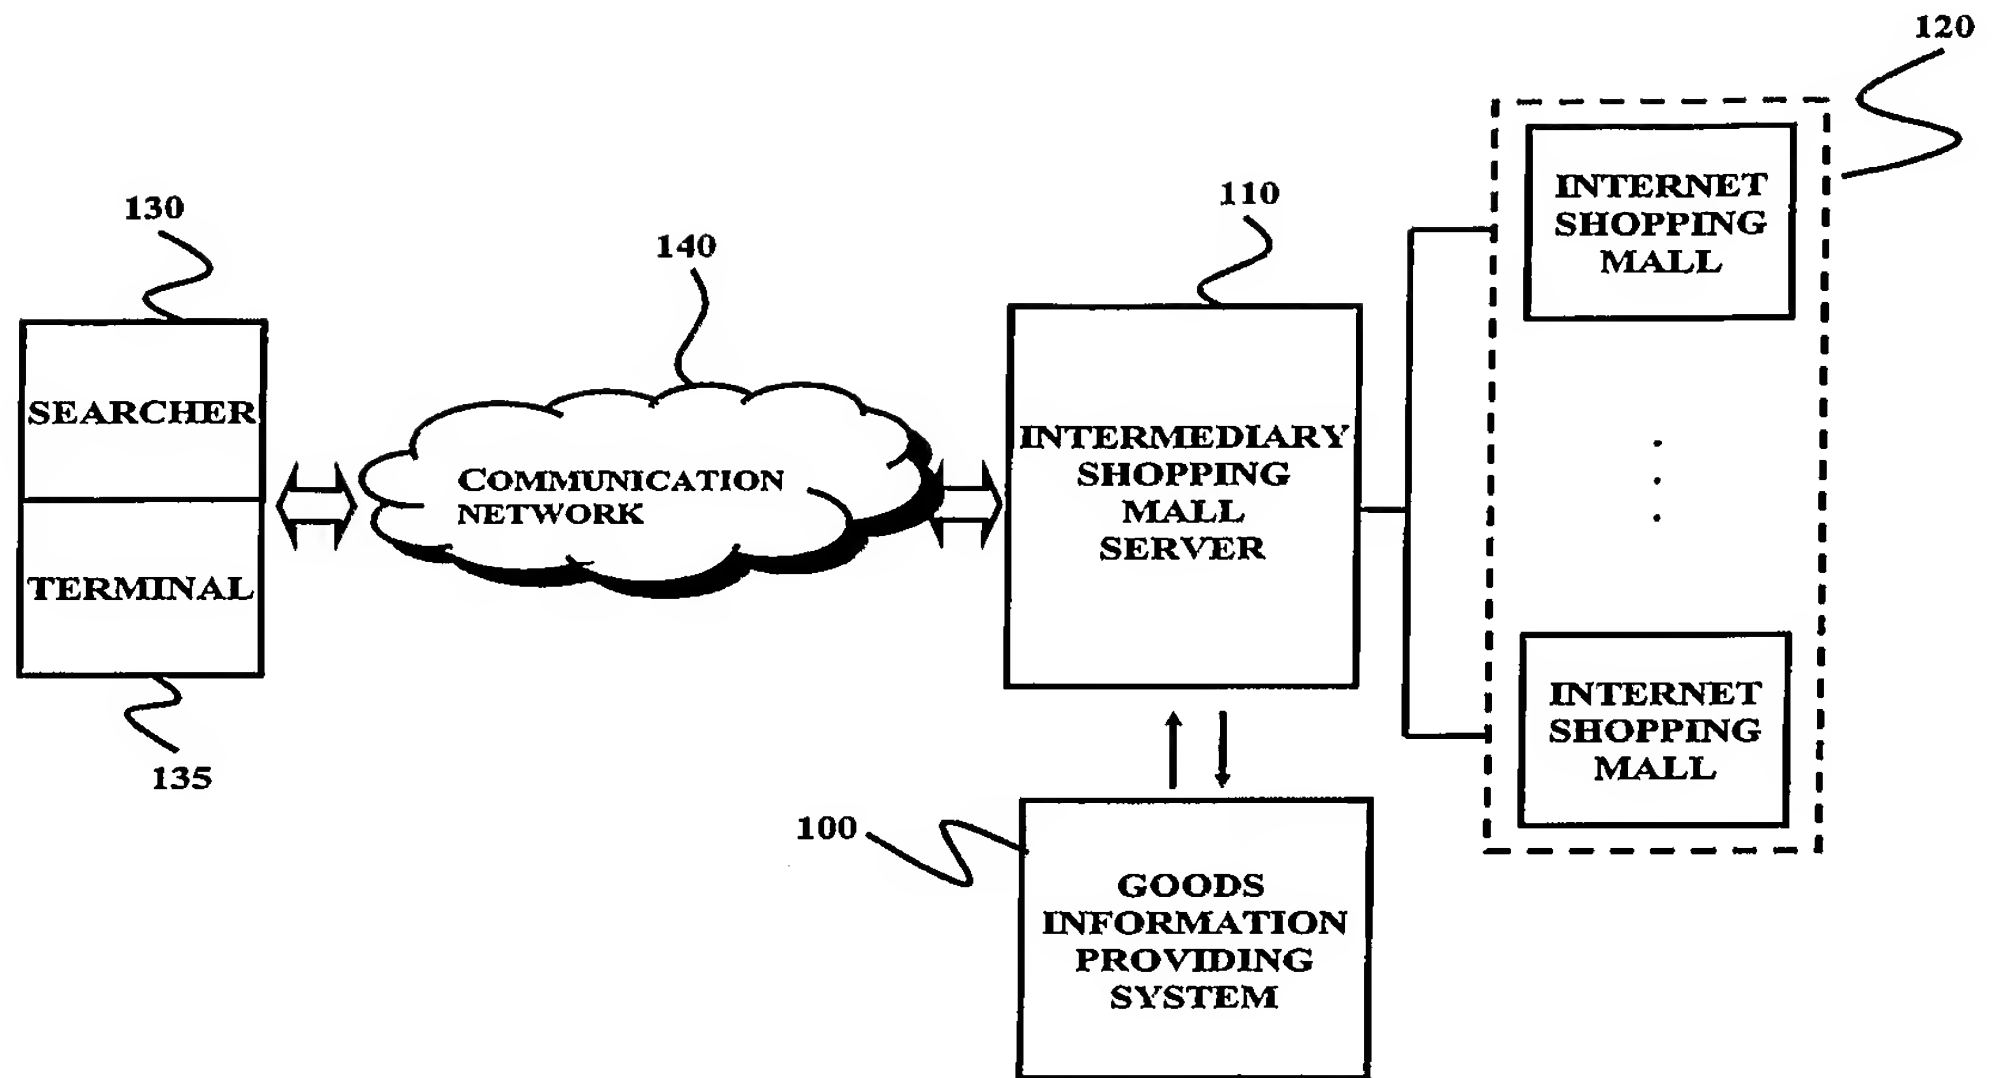 120
130
140
110
INTERNET
SHOPPING
MALL
SEARCHER
TERMINAL
135
COMMUNICATION
NETWORK
INTERMEDIARY
SHOPPING
MALL
SERVER
INTERNET
SHOPPING
MALL
100
GOODS
INFORMATION
PROVIDING
SYSTEM